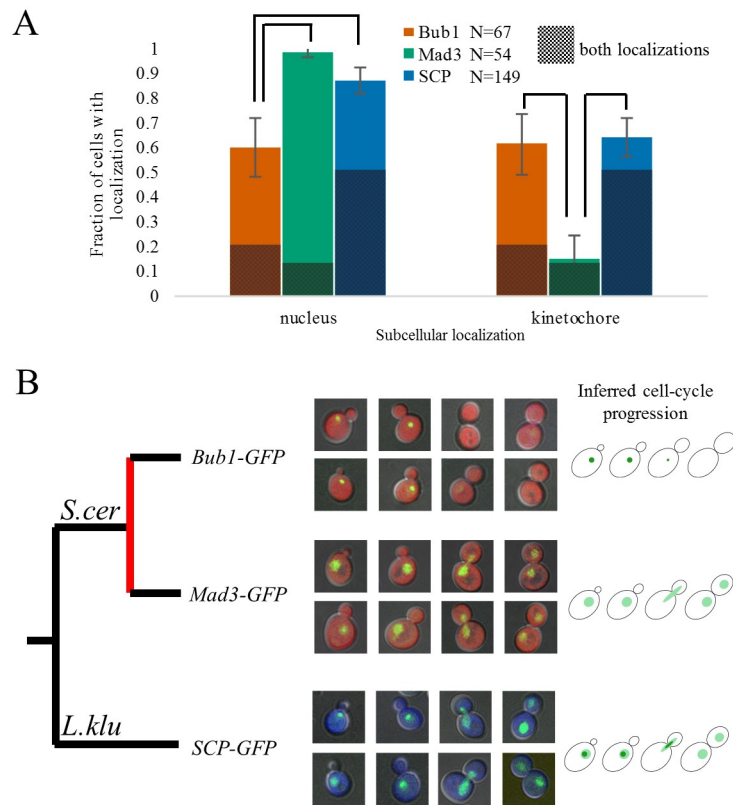 A
Bub1 N=67
Mad3 N=54
SCP N=149
both localizations
Fraction of cells with
localization
1
0.9
0.8
0.7
0.6
0.5
0.4
0.3
0.2
0.1
0
nucleus
kinetochore
Subcellular localization
B
Inferred cell-cycle
progression
Bub1-GFP
S.cer
Mad3-GFP
L.klu
SCP-GFP